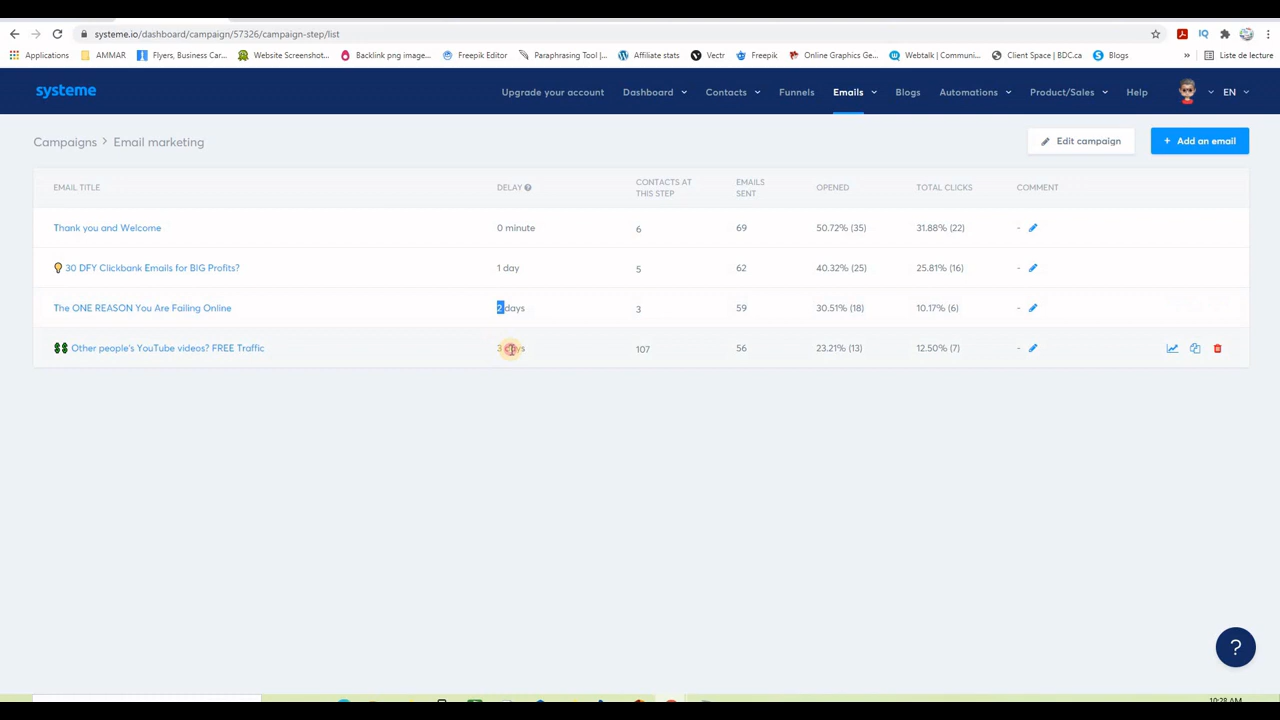 systeme.io/dashboard/campaign/57326/campaign-step/list
IQ
Applications AMMAR Flyers, Business Car... Website Screenshot... Backlink png image... Freepik Editor Paraphrasing Tool |... Affiliate stats Vectr Freepik Online Graphics Ge... Webtalk | Communi... Client Space | BDC.ca Blogs » Liste de lecture
systeme Upgrade your account Dashboard Contacts Funnels Emails Blogs Automations Product/Sales Help EN
Campaigns > Email marketing Edit campaign + Add an email
EMAIL TITLE DELAY ? CONTACTS AT THIS STEP EMAILS SENT OPENED TOTAL CLICKS COMMENT
Thank you and Welcome 0 minute 6 69 50.72% (35) 31.88% (22) -
30 DFY Clickbank Emails for BIG Profits? 1 day 5 62 40.32% (25) 25.81% (16) -
The ONE REASON You Are Failing Online 2 days 3 59 30.51% (18) 10.17% (6) -
Other people's YouTube videos? FREE Traffic 3 days 107 56 23.21% (13) 12.50% (7) -
?